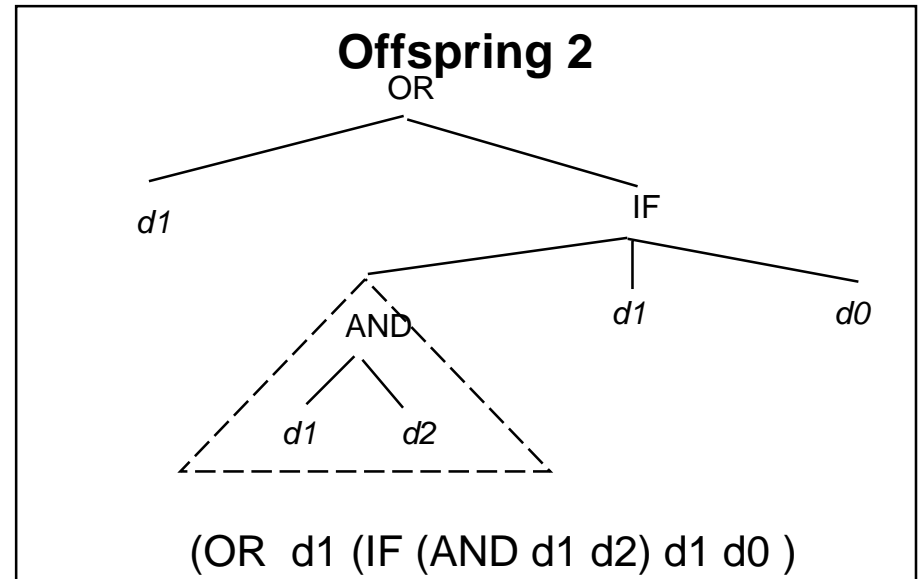 Offspring 2
OR
d1
IF
AND
d1
d0
d1 d2
(OR d1 (IF (AND d1 d2) d1 d0 )